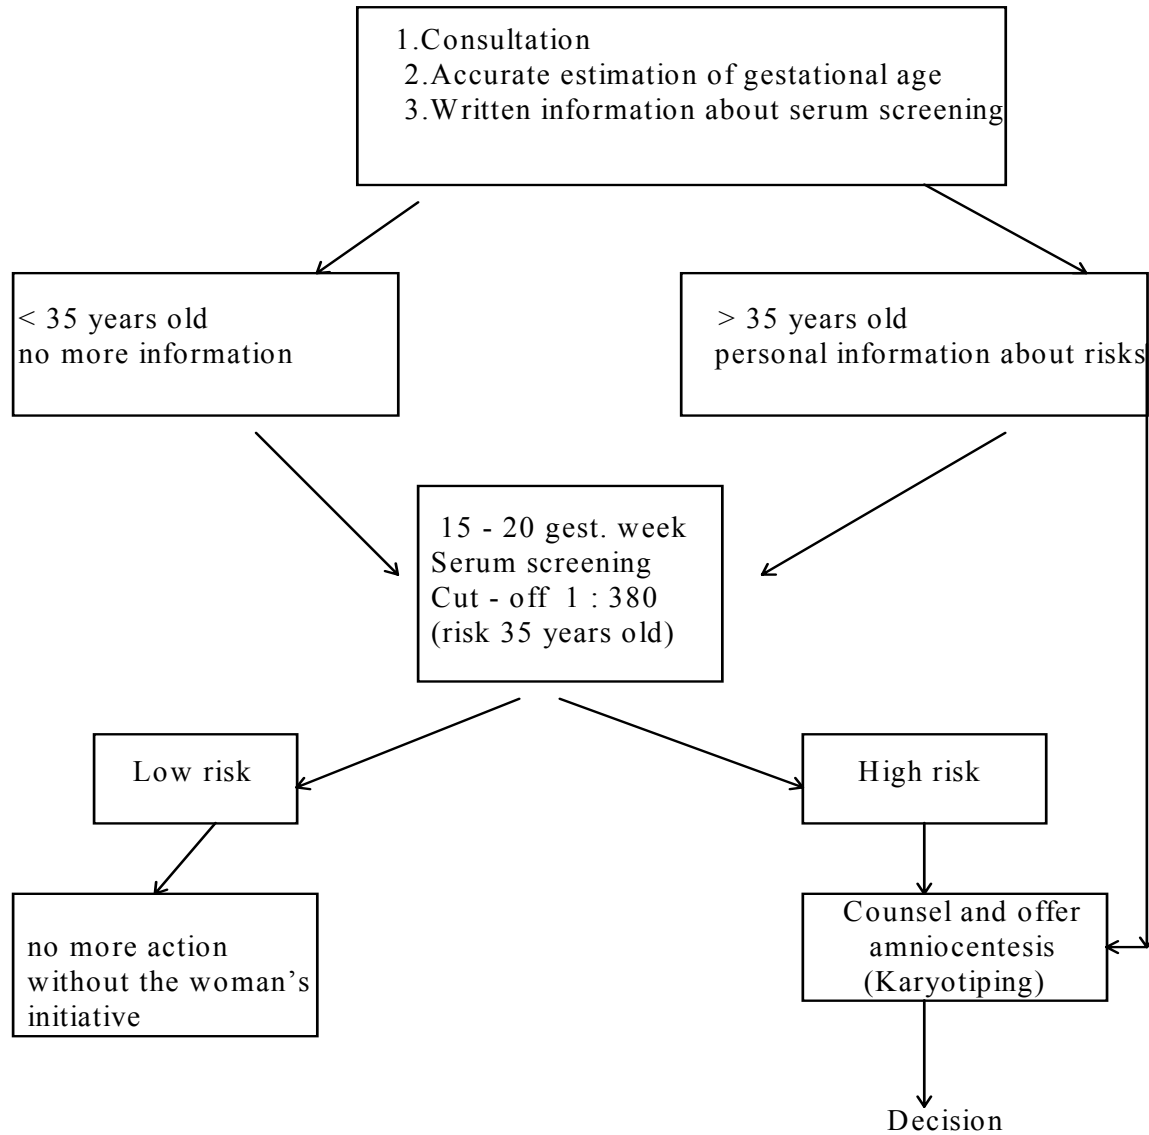 1.Consultation
2.Accurate estimation of gestational age
3.Written information about serum screening
< 35 years old
no more information
> 35 years old
personal information about risks
15 - 20 gest. week
Serum screening
Cut - off 1 : 380
(risk 35 years old)
Low risk
High risk
no more action
without the woman's
initiative
Counsel and offer
amniocentesis
(Karyotiping)
Decision